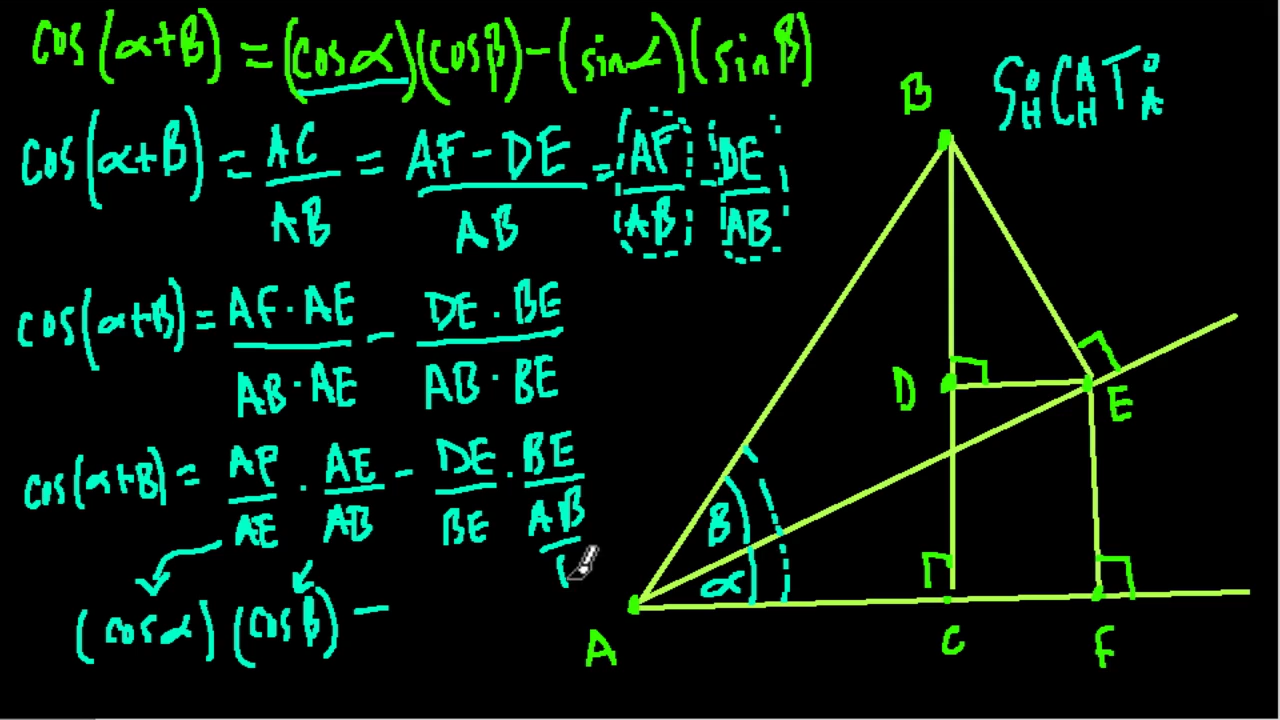 cos(α+β) = (cosα)(cosβ) - (sinα)(sinβ)
SOH CAH TOA
cos(α+β) = AC/AB = (AF - DE)/AB = AF/AB - DE/AB
cos(α+β) = (AF · AE)/(AB · AE) - (DE · BE)/(AB · BE)
cos(α+β) = AF/AE · AE/AB - DE/BE · BE/AB
(cosα)(cosβ) -
B
D
E
β
α
A
C
F